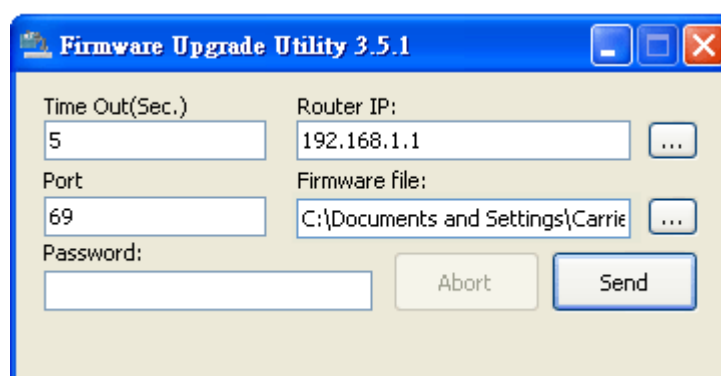 Firmware Upgrade Utility 3.5.1
Time Out(Sec.) Router IP:
5 192.168.1.1 ...
Port Firmware file:
69 C:\Documents and Settings\Carrie ...
Password:
Abort Send